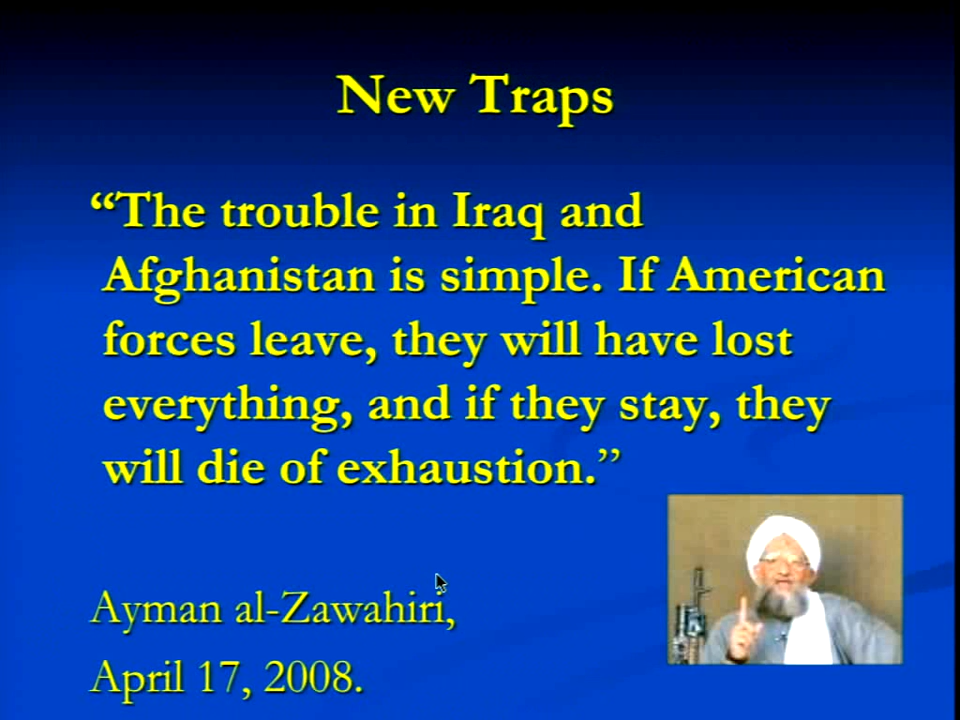 New Traps
“The trouble in Iraq and
Afghanistan is simple. If American
forces leave, they will have lost
everything, and if they stay, they
will die of exhaustion.”
Ayman al-Zawahiri,
April 17, 2008.